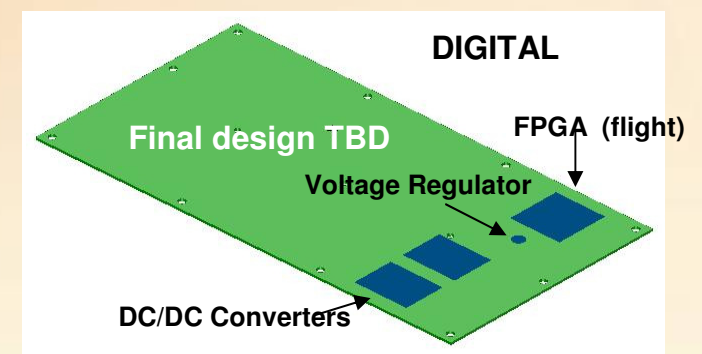 DIGITAL
FPGA (flight)
Final design TBD
Voltage Regulator
DC/DC Converters